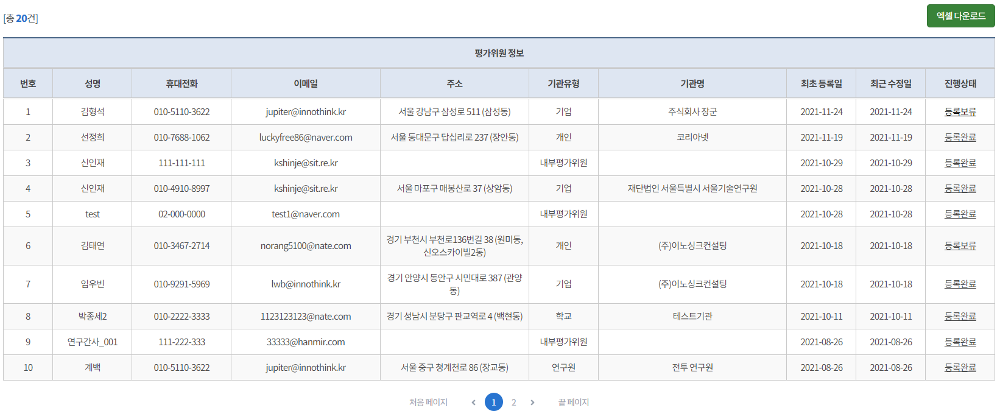 [총 20건]
엑셀 다운로드
평가위원 정보
번호 성명 휴대전화 이메일 주소 기관유형 기관명 최초 등록일 최근 수정일 진행상태
1 김형석 010-5110-3622 jupiter@innothink.kr 서울 강남구 삼성로 511 (삼성동) 기업 주식회사 장군 2021-11-24 2021-11-24 등록보류
2 선정희 010-7688-1062 luckyfree86@naver.com 서울 동대문구 답십리로 237 (장안동) 개인 코리아넷 2021-11-19 2021-11-19 등록완료
3 신인재 111-111-111 kshinje@sit.re.kr 내부평가위원 2021-10-29 2021-10-29 등록완료
4 신인재 010-4910-8997 kshinje@sit.re.kr 서울 마포구 매봉산로 37 (상암동) 기업 재단법인 서울특별시 서울기술연구원 2021-10-28 2021-10-28 등록완료
5 test 02-000-0000 test1@naver.com 내부평가위원 2021-10-28 2021-10-28 등록완료
6 김태연 010-3467-2714 norang5100@nate.com 경기 부천시 부천로136번길 38 (원미동,
신오스카이빌2동) 개인 (주)이노싱크컨설팅 2021-10-18 2021-10-18 등록보류
7 임우빈 010-9291-5969 lwb@innothink.kr 경기 안양시 동안구 시민대로 387 (관양
동) 기업 (주)이노싱크컨설팅 2021-10-18 2021-10-18 등록완료
8 박종세2 010-2222-3333 1123123123@nate.com 경기 성남시 분당구 판교역로 4 (백현동) 학교 테스트기관 2021-10-11 2021-10-11 등록완료
9 연구간사_001 111-222-333 33333@hanmir.com 내부평가위원 2021-08-26 2021-08-26 등록완료
10 계백 010-5110-3622 jupiter@innothink.kr 서울 중구 청계천로 86 (장교동) 연구원 전투 연구원 2021-08-26 2021-08-26 등록완료
처음 페이지 1 2 끝 페이지